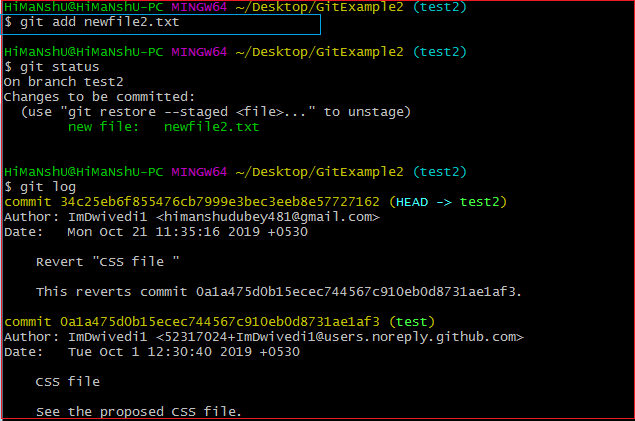 HiMaNshU@HiMaNshU-PC MINGW64 ~/Desktop/GitExample2 (test2)
$ git add newfile2.txt
HiMaNshU@HiMaNshU-PC MINGW64 ~/Desktop/GitExample2 (test2)
$ git status
On branch test2
Changes to be committed:
  (use "git restore --staged <file>..." to unstage)
        new file:   newfile2.txt
HiMaNshU@HiMaNshU-PC MINGW64 ~/Desktop/GitExample2 (test2)
$ git log
commit 34c25eb6f855476cb7999e3bec3eeb8e57727162 (HEAD -> test2)
Author: ImDwivedi1 <himanshudubey481@gmail.com>
Date:   Mon Oct 21 11:35:16 2019 +0530
    Revert "CSS file "
    This reverts commit 0a1a475d0b15ecec744567c910eb0d8731ae1af3.
commit 0a1a475d0b15ecec744567c910eb0d8731ae1af3 (test)
Author: ImDwivedi1 <52317024+ImDwivedi1@users.noreply.github.com>
Date:   Tue Oct 1 12:30:40 2019 +0530
    CSS file
    See the proposed CSS file.